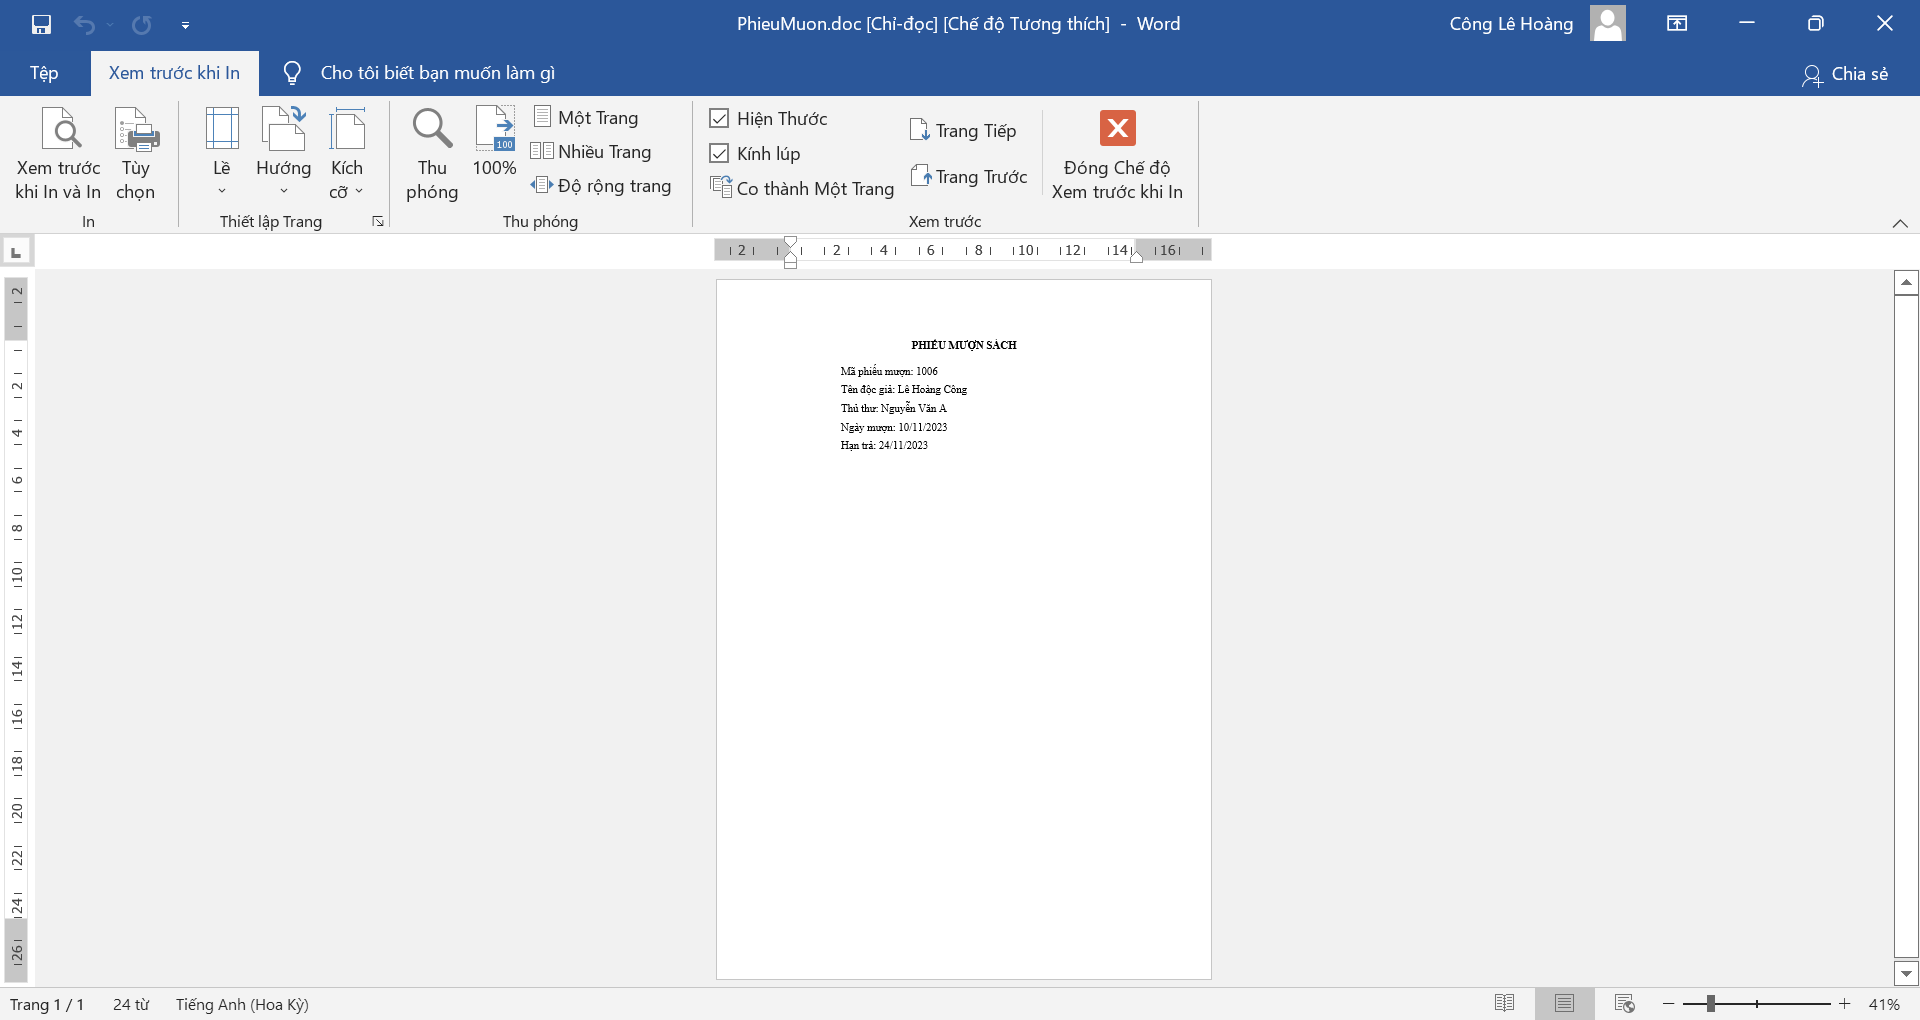 PhieuMuon.doc [Chỉ-đọc] [Chế độ Tương thích] - Word
Công Lê Hoàng
Tệp
Xem trước khi In
Cho tôi biết bạn muốn làm gì
Chia sẻ
Xem trước khi In và In
Tùy chọn
In
Lề
Hướng
Kích cỡ
Thiết lập Trang
Thu phóng
100
100%
Một Trang
Nhiều Trang
Độ rộng trang
Thu phóng
Hiện Thước
Kính lúp
Co thành Một Trang
Trang Tiếp
Trang Trước
Xem trước
Đóng Chế độ Xem trước khi In
L
2 2 4 6 8 10 12 14 16
2 2 4 6 8 10 12 14 16 18 20 22 24 26
PHIẾU MƯỢN SÁCH
Mã phiếu mượn: 1006
Tên độc giả: Lê Hoàng Công
Thủ thư: Nguyễn Văn A
Ngày mượn: 10/11/2023
Hạn trả: 24/11/2023
Trang 1 / 1
24 từ
Tiếng Anh (Hoa Kỳ)
41%